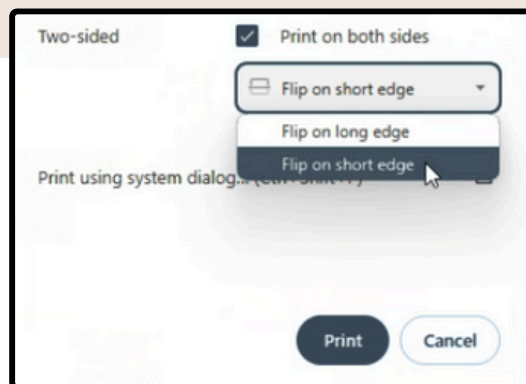 Two-sided Print on both sides
Flip on short edge
Flip on long edge
Flip on short edge
Print using system dialog...
Print Cancel